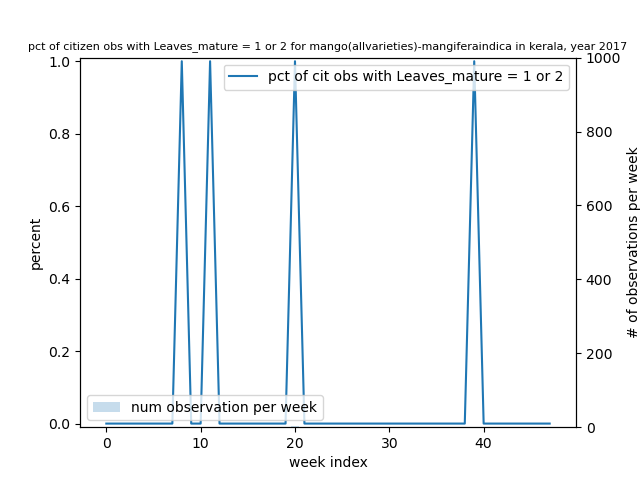 pct of citizen obs with Leaves_mature = 1 or 2 for mango(allvarieties)-mangiferaindica in kerala, year 2017
pct of cit obs with Leaves_mature = 1 or 2
num observation per week
percent
1.0
0.8
0.6
0.4
0.2
0.0
# of observations per week
1000
800
600
400
200
0
0
10
20
30
40
week index